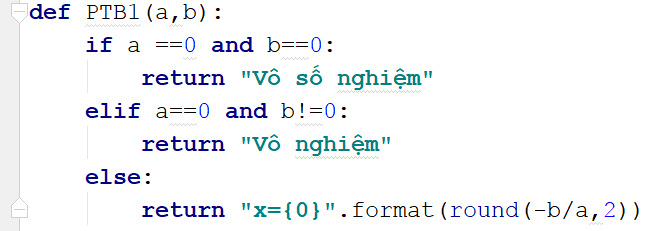 def PTB1(a,b):
    if a ==0 and b==0:
        return "Vô số nghiệm"
    elif a==0 and b!=0:
        return "Vô nghiệm"
    else:
        return "x={0}".format(round(-b/a,2))